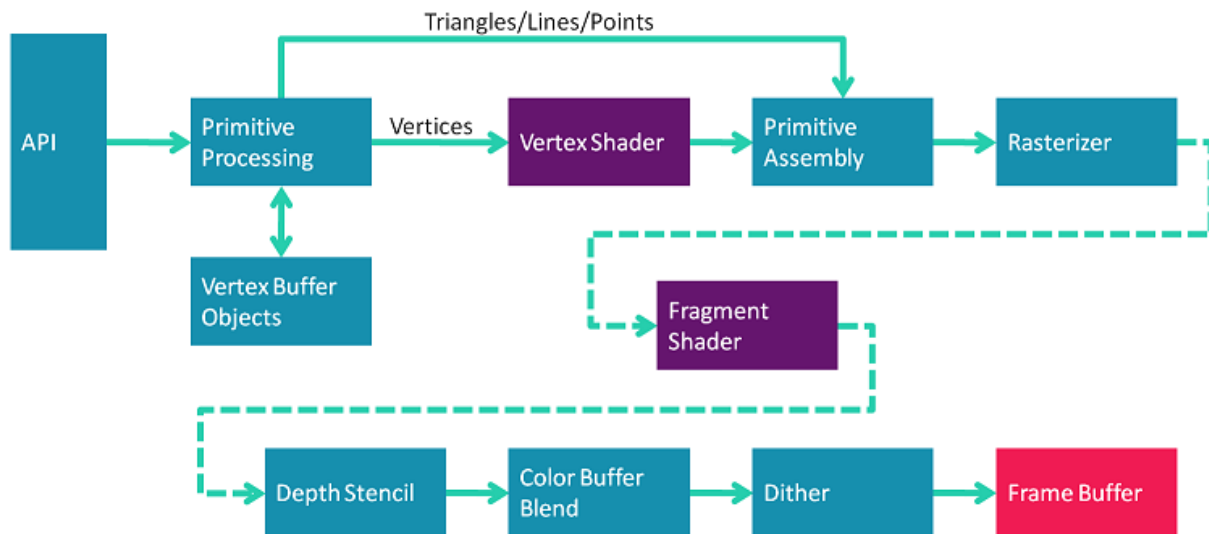 Triangles/Lines/Points
API
Primitive
Processing
Vertices
Vertex Shader
Primitive
Assembly
Rasterizer
Vertex Buffer
Objects
Fragment
Shader
Depth Stencil
Color Buffer
Blend
Dither
Frame Buffer